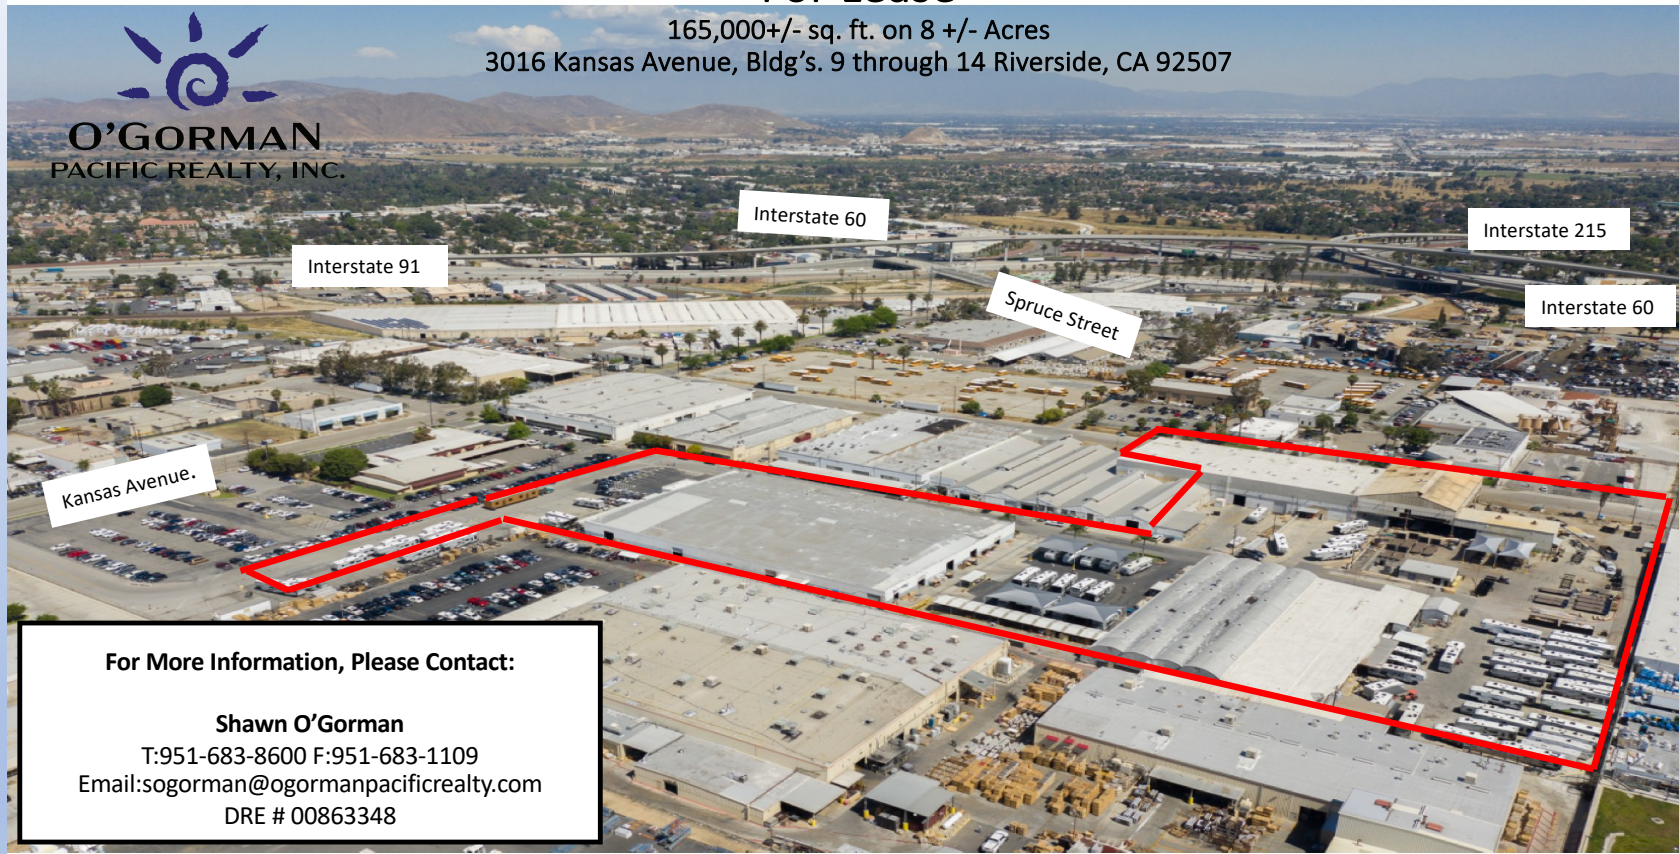 For Lease
165,000+/- sq. ft. on 8 +/- Acres
3016 Kansas Avenue, Bldg's. 9 through 14 Riverside, CA 92507
O'GORMAN
PACIFIC REALTY, INC.
Interstate 60
Interstate 215
Interstate 91
Spruce Street
Interstate 60
Kansas Avenue.
For More Information, Please Contact:
Shawn O'Gorman
T:951-683-8600 F:951-683-1109
Email:sogorman@ogormanpacificrealty.com
DRE # 00863348